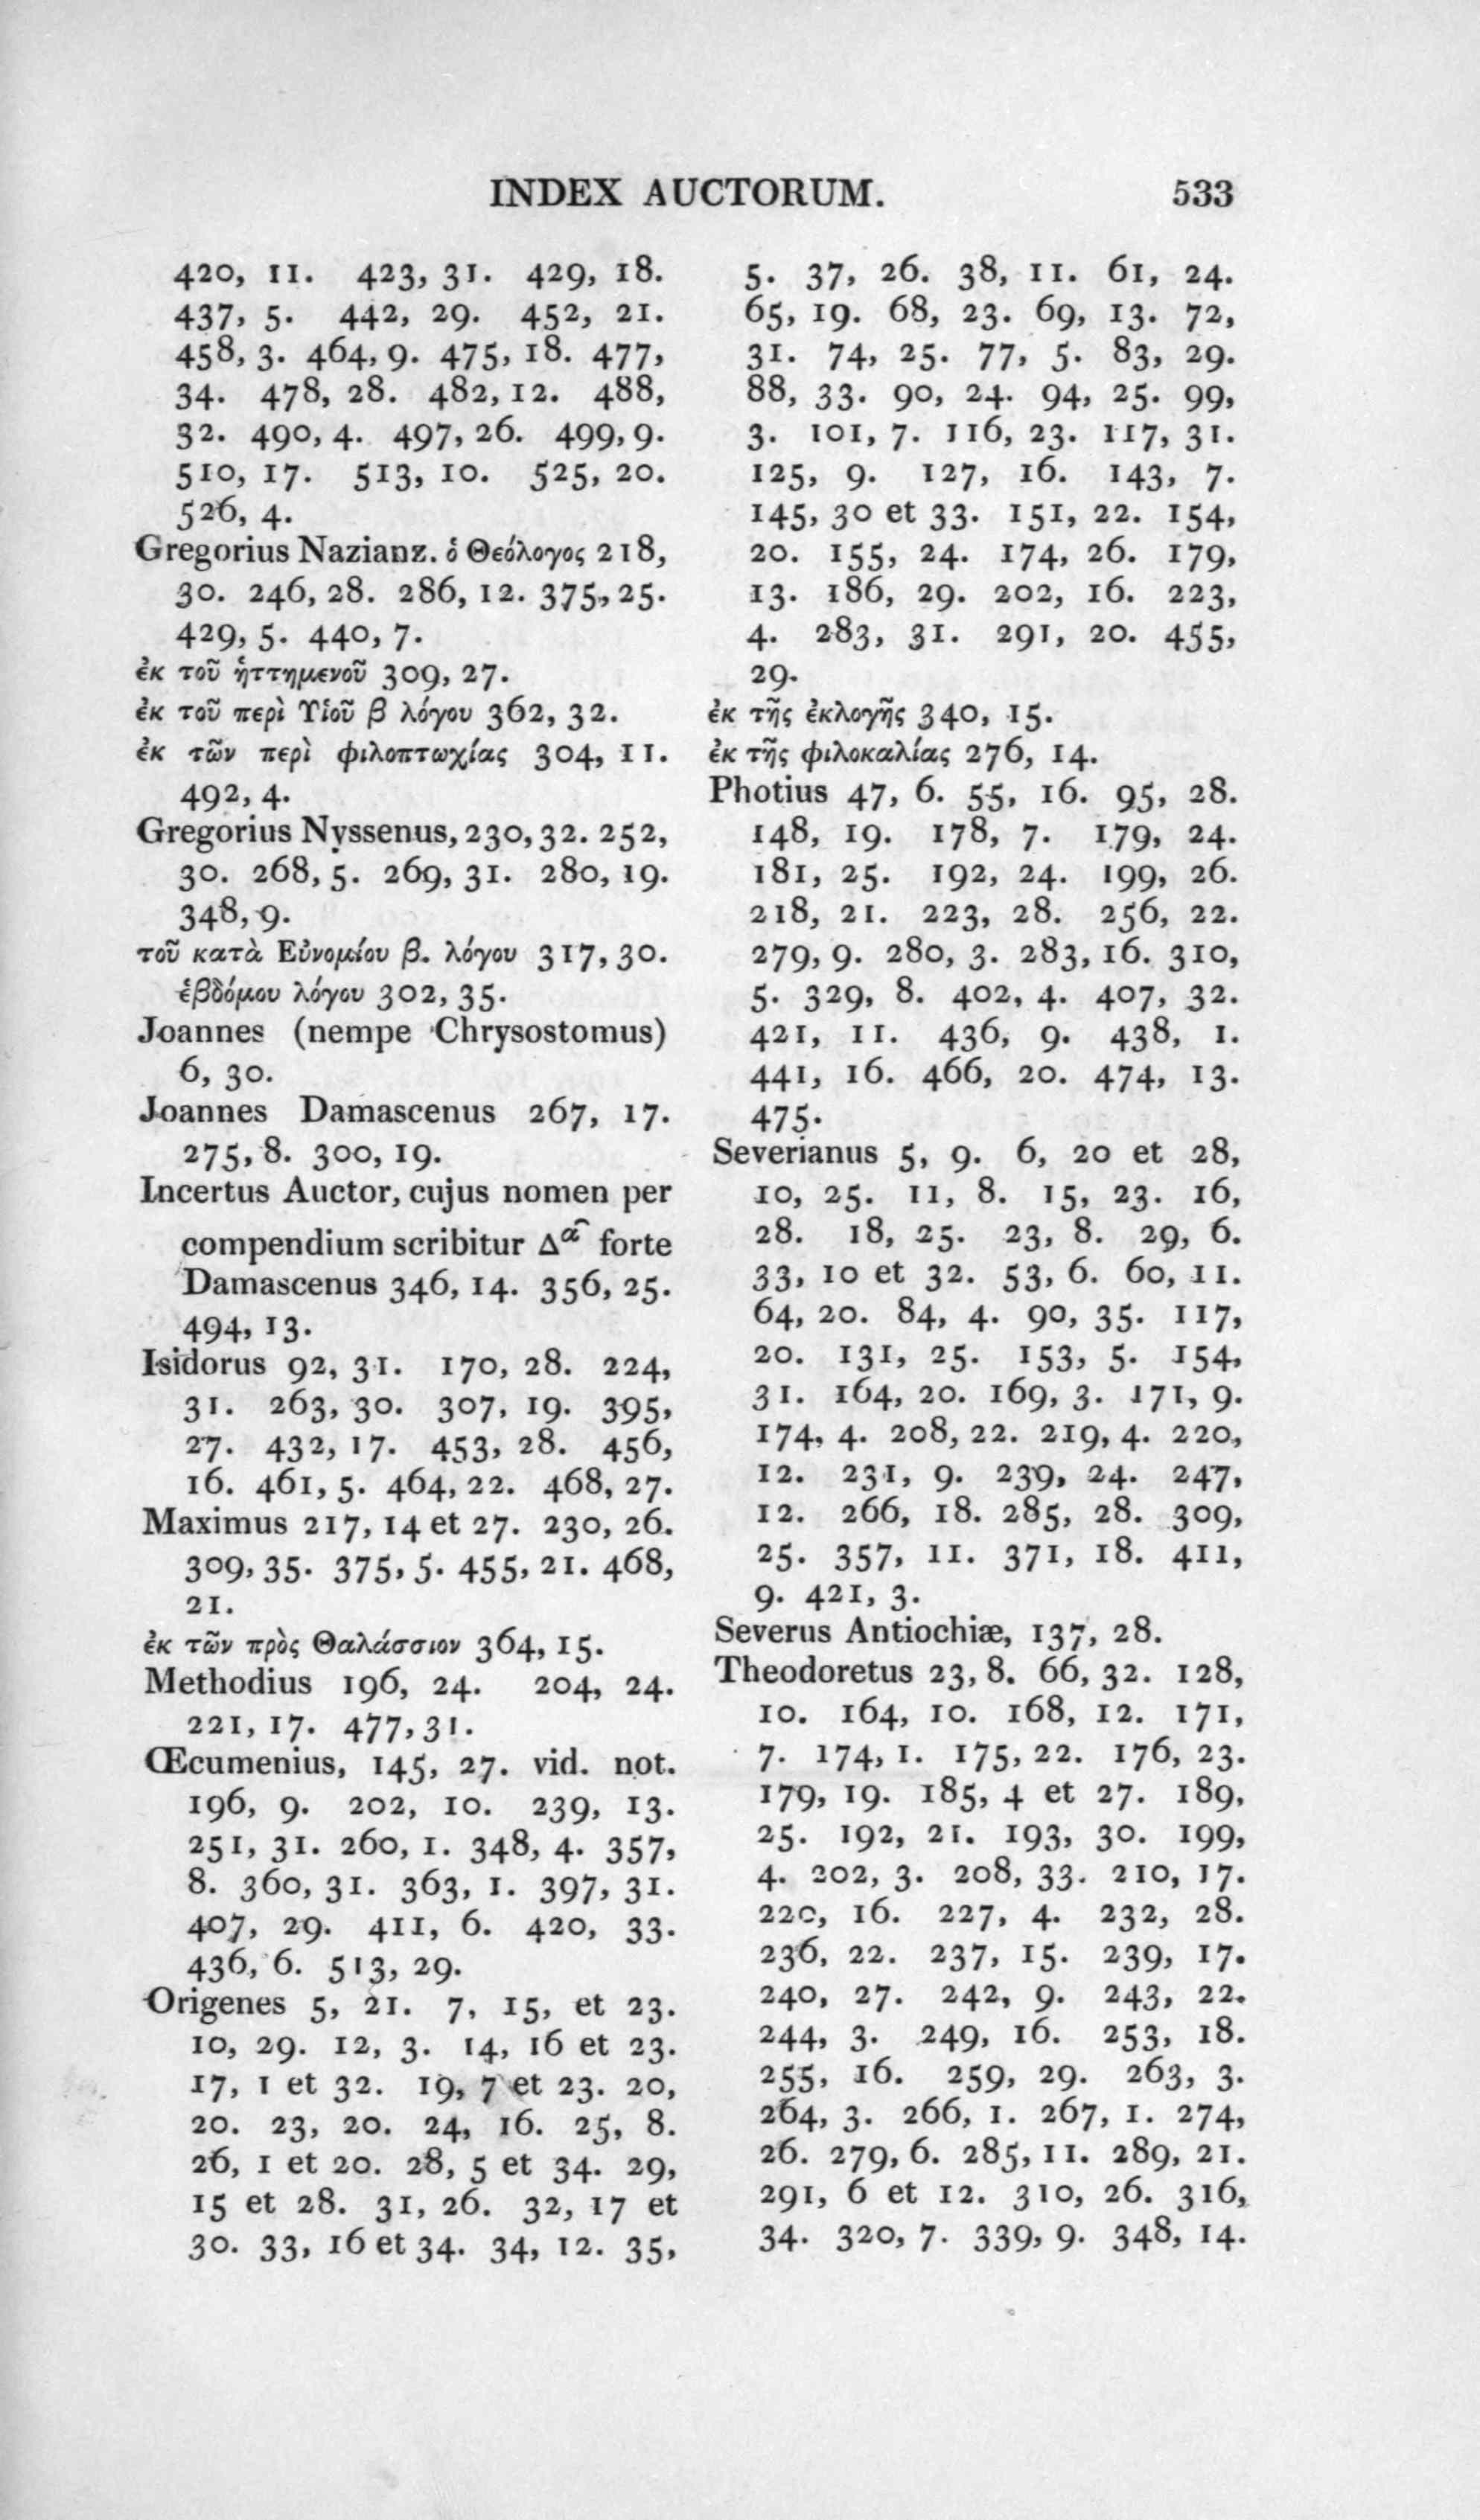 INDEX AUCTORUM. 533
420, 11. 423, 31. 429, 18.
437, 5. 442, 29. 452, 21.
458, 3. 464, 9. 475, 18. 477,
34. 478, 28. 482, 12. 488,
32. 490, 4. 497, 26. 499, 9.
510, 17. 513, 10. 525, 20.
526, 4.
Gregorius Nazianz. ὁ Θεόλογος 218,
30. 246, 28. 286, 12. 375, 25.
429, 5. 440, 7.
ἐκ τοῦ ἡττημενοῦ 309, 27.
ἐκ τοῦ περὶ Υἱοῦ β λόγου 362, 32.
ἐκ τῶν περὶ φιλοπτωχίας 304, 11.
492, 4.
Gregorius Nyssenus, 230, 32. 252,
30. 268, 5. 269, 31. 280, 19.
348, 9.
τοῦ κατὰ Εὐνομίου β. λόγου 317, 30.
ἑβδόμου λόγου 302, 35.
Joannes (nempe Chrysostomus)
6, 30.
Joannes Damascenus 267, 17.
275, 8. 300, 19.
Incertus Auctor, cujus nomen per
compendium scribitur Δᾶ forte
Damascenus 346, 14. 356, 25.
494, 13.
Isidorus 92, 31. 170, 28. 224,
31. 263, 30. 307, 19. 395,
27. 432, 17. 453, 28. 456,
16. 461, 5. 464, 22. 468, 27.
Maximus 217, 14 et 27. 230, 26.
309, 35. 375, 5. 455, 21. 468,
21.
ἐκ τῶν πρὸς Θαλάσσιον 364, 15.
Methodius 196, 24. 204, 24.
221, 17. 477, 31.
Œcumenius, 145, 27. vid. not.
196, 9. 202, 10. 239, 13.
251, 31. 260, 1. 348, 4. 357,
8. 360, 31. 363, 1. 397, 31.
407, 29. 411, 6. 420, 33.
436, 6. 513, 29.
Origenes 5, 21. 7, 15, et 23.
10, 29. 12, 3. 14, 16 et 23.
17, 1 et 32. 19, 7 et 23. 20,
20. 23, 20. 24, 16. 25, 8.
26, 1 et 20. 28, 5 et 34. 29,
15 et 28. 31, 26. 32, 17 et
30. 33, 16 et 34. 34, 12. 35,
5. 37, 26. 38, 11. 61, 24.
65, 19. 68, 23. 69, 13. 72,
31. 74, 25. 77, 5. 83, 29.
88, 33. 90, 24. 94, 25. 99,
3. 101, 7. 116, 23. 117, 31.
125, 9. 127, 16. 143, 7.
145, 30 et 33. 151, 22. 154,
20. 155, 24. 174, 26. 179,
13. 186, 29. 202, 16. 223,
4. 283, 31. 291, 20. 455,
29.
ἐκ τῆς ἐκλογῆς 340, 15.
ἐκ τῆς φιλοκαλίας 276, 14.
Photius 47, 6. 55, 16. 95, 28.
148, 19. 178, 7. 179, 24.
181, 25. 192, 24. 199, 26.
218, 21. 223, 28. 256, 22.
279, 9. 280, 3. 283, 16. 310,
5. 329, 8. 402, 4. 407, 32.
421, 11. 436, 9. 438, 1.
441, 16. 466, 20. 474, 13.
475.
Severianus 5, 9. 6, 20 et 28,
10, 25. 11, 8. 15, 23. 16,
28. 18, 25. 23, 8. 29, 6.
33, 10 et 32. 53, 6. 60, 11.
64, 20. 84, 4. 90, 35. 117,
20. 131, 25. 153, 5. 154,
31. 164, 20. 169, 3. 171, 9.
174, 4. 208, 22. 219, 4. 220,
12. 231, 9. 239, 24. 247,
12. 266, 18. 285, 28. 309,
25. 357, 11. 371, 18. 411,
9. 421, 3.
Severus Antiochiæ, 137, 28.
Theodoretus 23, 8. 66, 32. 128,
10. 164, 10. 168, 12. 171,
7. 174, 1. 175, 22. 176, 23.
179, 19. 185, 4 et 27. 189,
25. 192, 21. 193, 30. 199,
4. 202, 3. 208, 33. 210, 17.
220, 16. 227, 4. 232, 28.
236, 22. 237, 15. 239, 17.
240, 27. 242, 9. 243, 22.
244, 3. 249, 16. 253, 18.
255, 16. 259, 29. 263, 3.
264, 3. 266, 1. 267, 1. 274,
26. 279, 6. 285, 11. 289, 21.
291, 6 et 12. 310, 26. 316,
34. 320, 7. 339, 9. 348, 14.